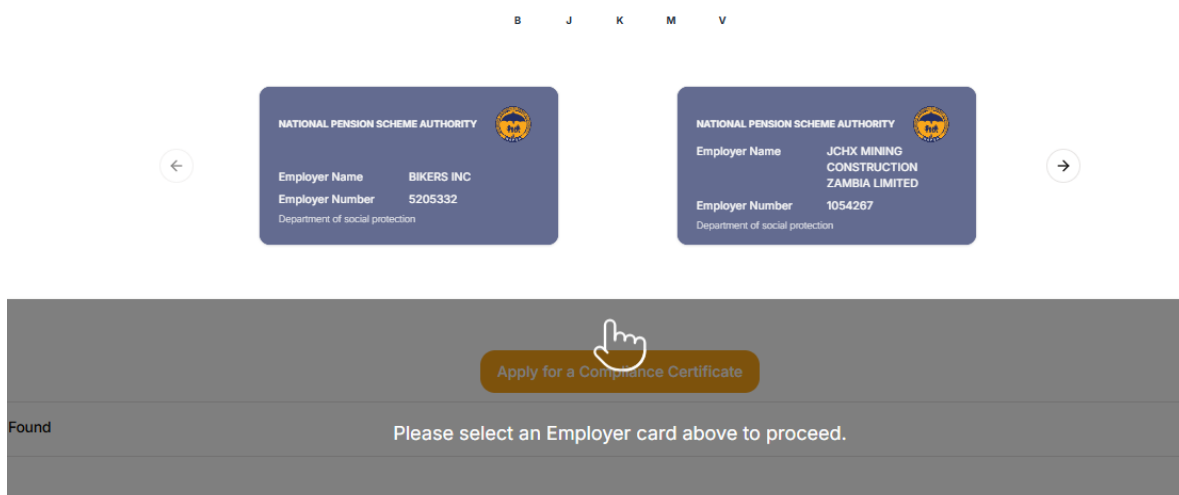 B J K M V
NATIONAL PENSION SCHEME AUTHORITY
Employer Name BIKERS INC
Employer Number 5205332
Department of social protection
NATIONAL PENSION SCHEME AUTHORITY
Employer Name JCHX MINING
CONSTRUCTION
ZAMBIA LIMITED
Employer Number 1054267
Department of social protection
Apply for a Compliance Certificate
Found
Please select an Employer card above to proceed.